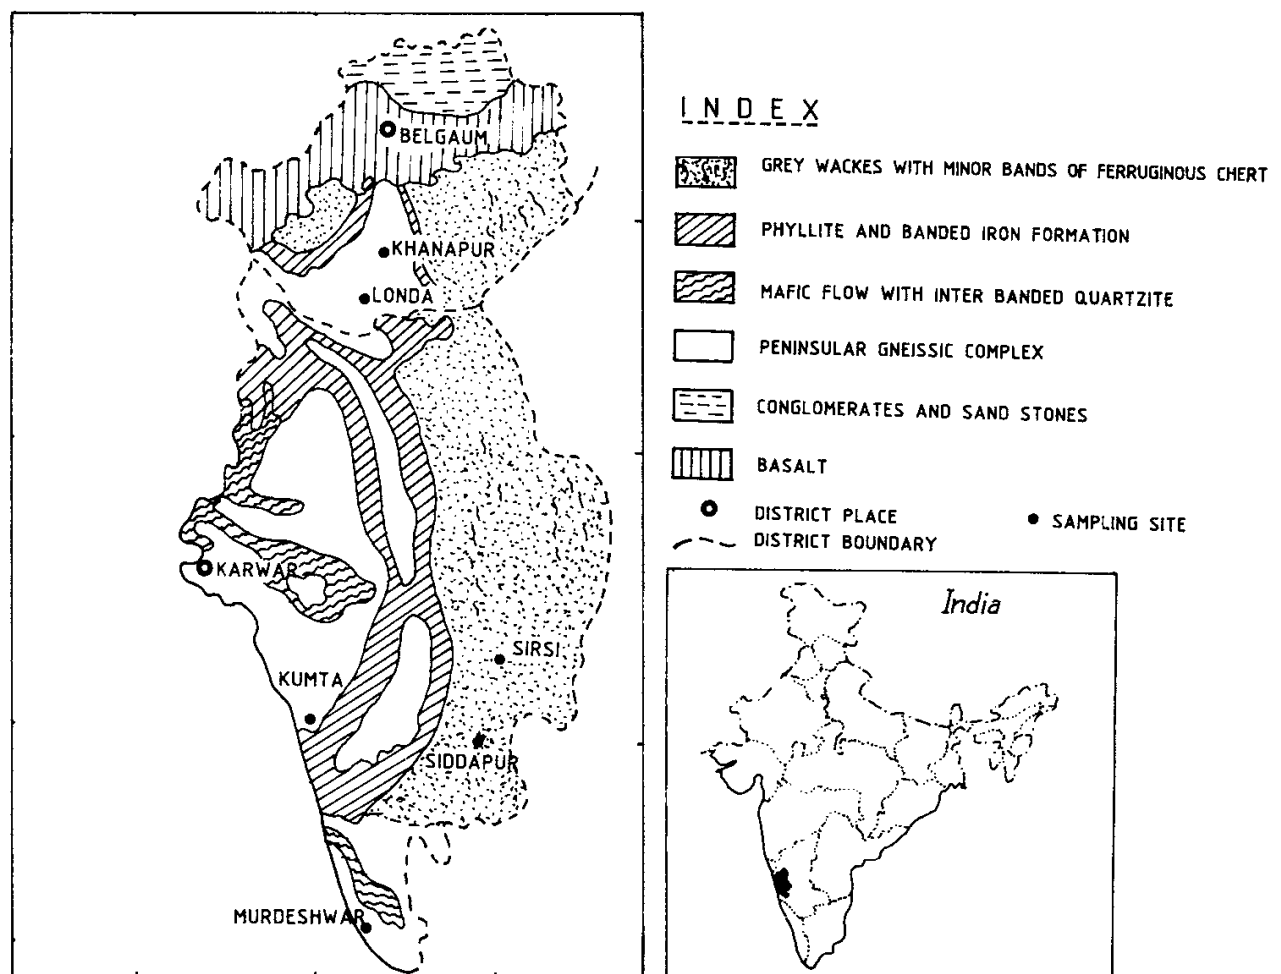 BELGAUM
KHANAPUR
LONDA
KARWAR
SIRSI
KUMTA
SIDDAPUR
MURDESHWAR
INDEX
GREY WACKES WITH MINOR BANDS OF FERRUGINOUS CHERT
PHYLLITE AND BANDED IRON FORMATION
MAFIC FLOW WITH INTER BANDED QUARTZITE
PENINSULAR GNEISSIC COMPLEX
CONGLOMERATES AND SAND STONES
BASALT
DISTRICT PLACE
SAMPLING SITE
DISTRICT BOUNDARY
India